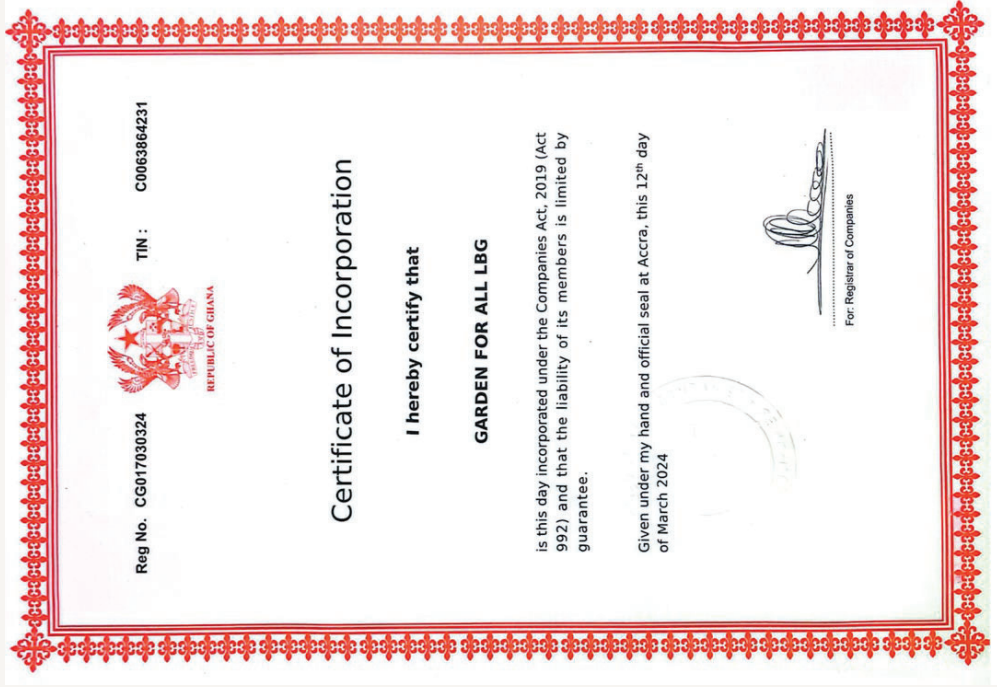 Reg No. CG017030324 TIN : C0063864231
REPUBLIC OF GHANA
Certificate of Incorporation
I hereby certify that
GARDEN FOR ALL LBG
is this day incorporated under the Companies Act, 2019 (Act
992) and that the liability of its members is limited by
guarantee.
Given under my hand and official seal at Accra, this 12th day
of March 2024
For: Registrar of Companies